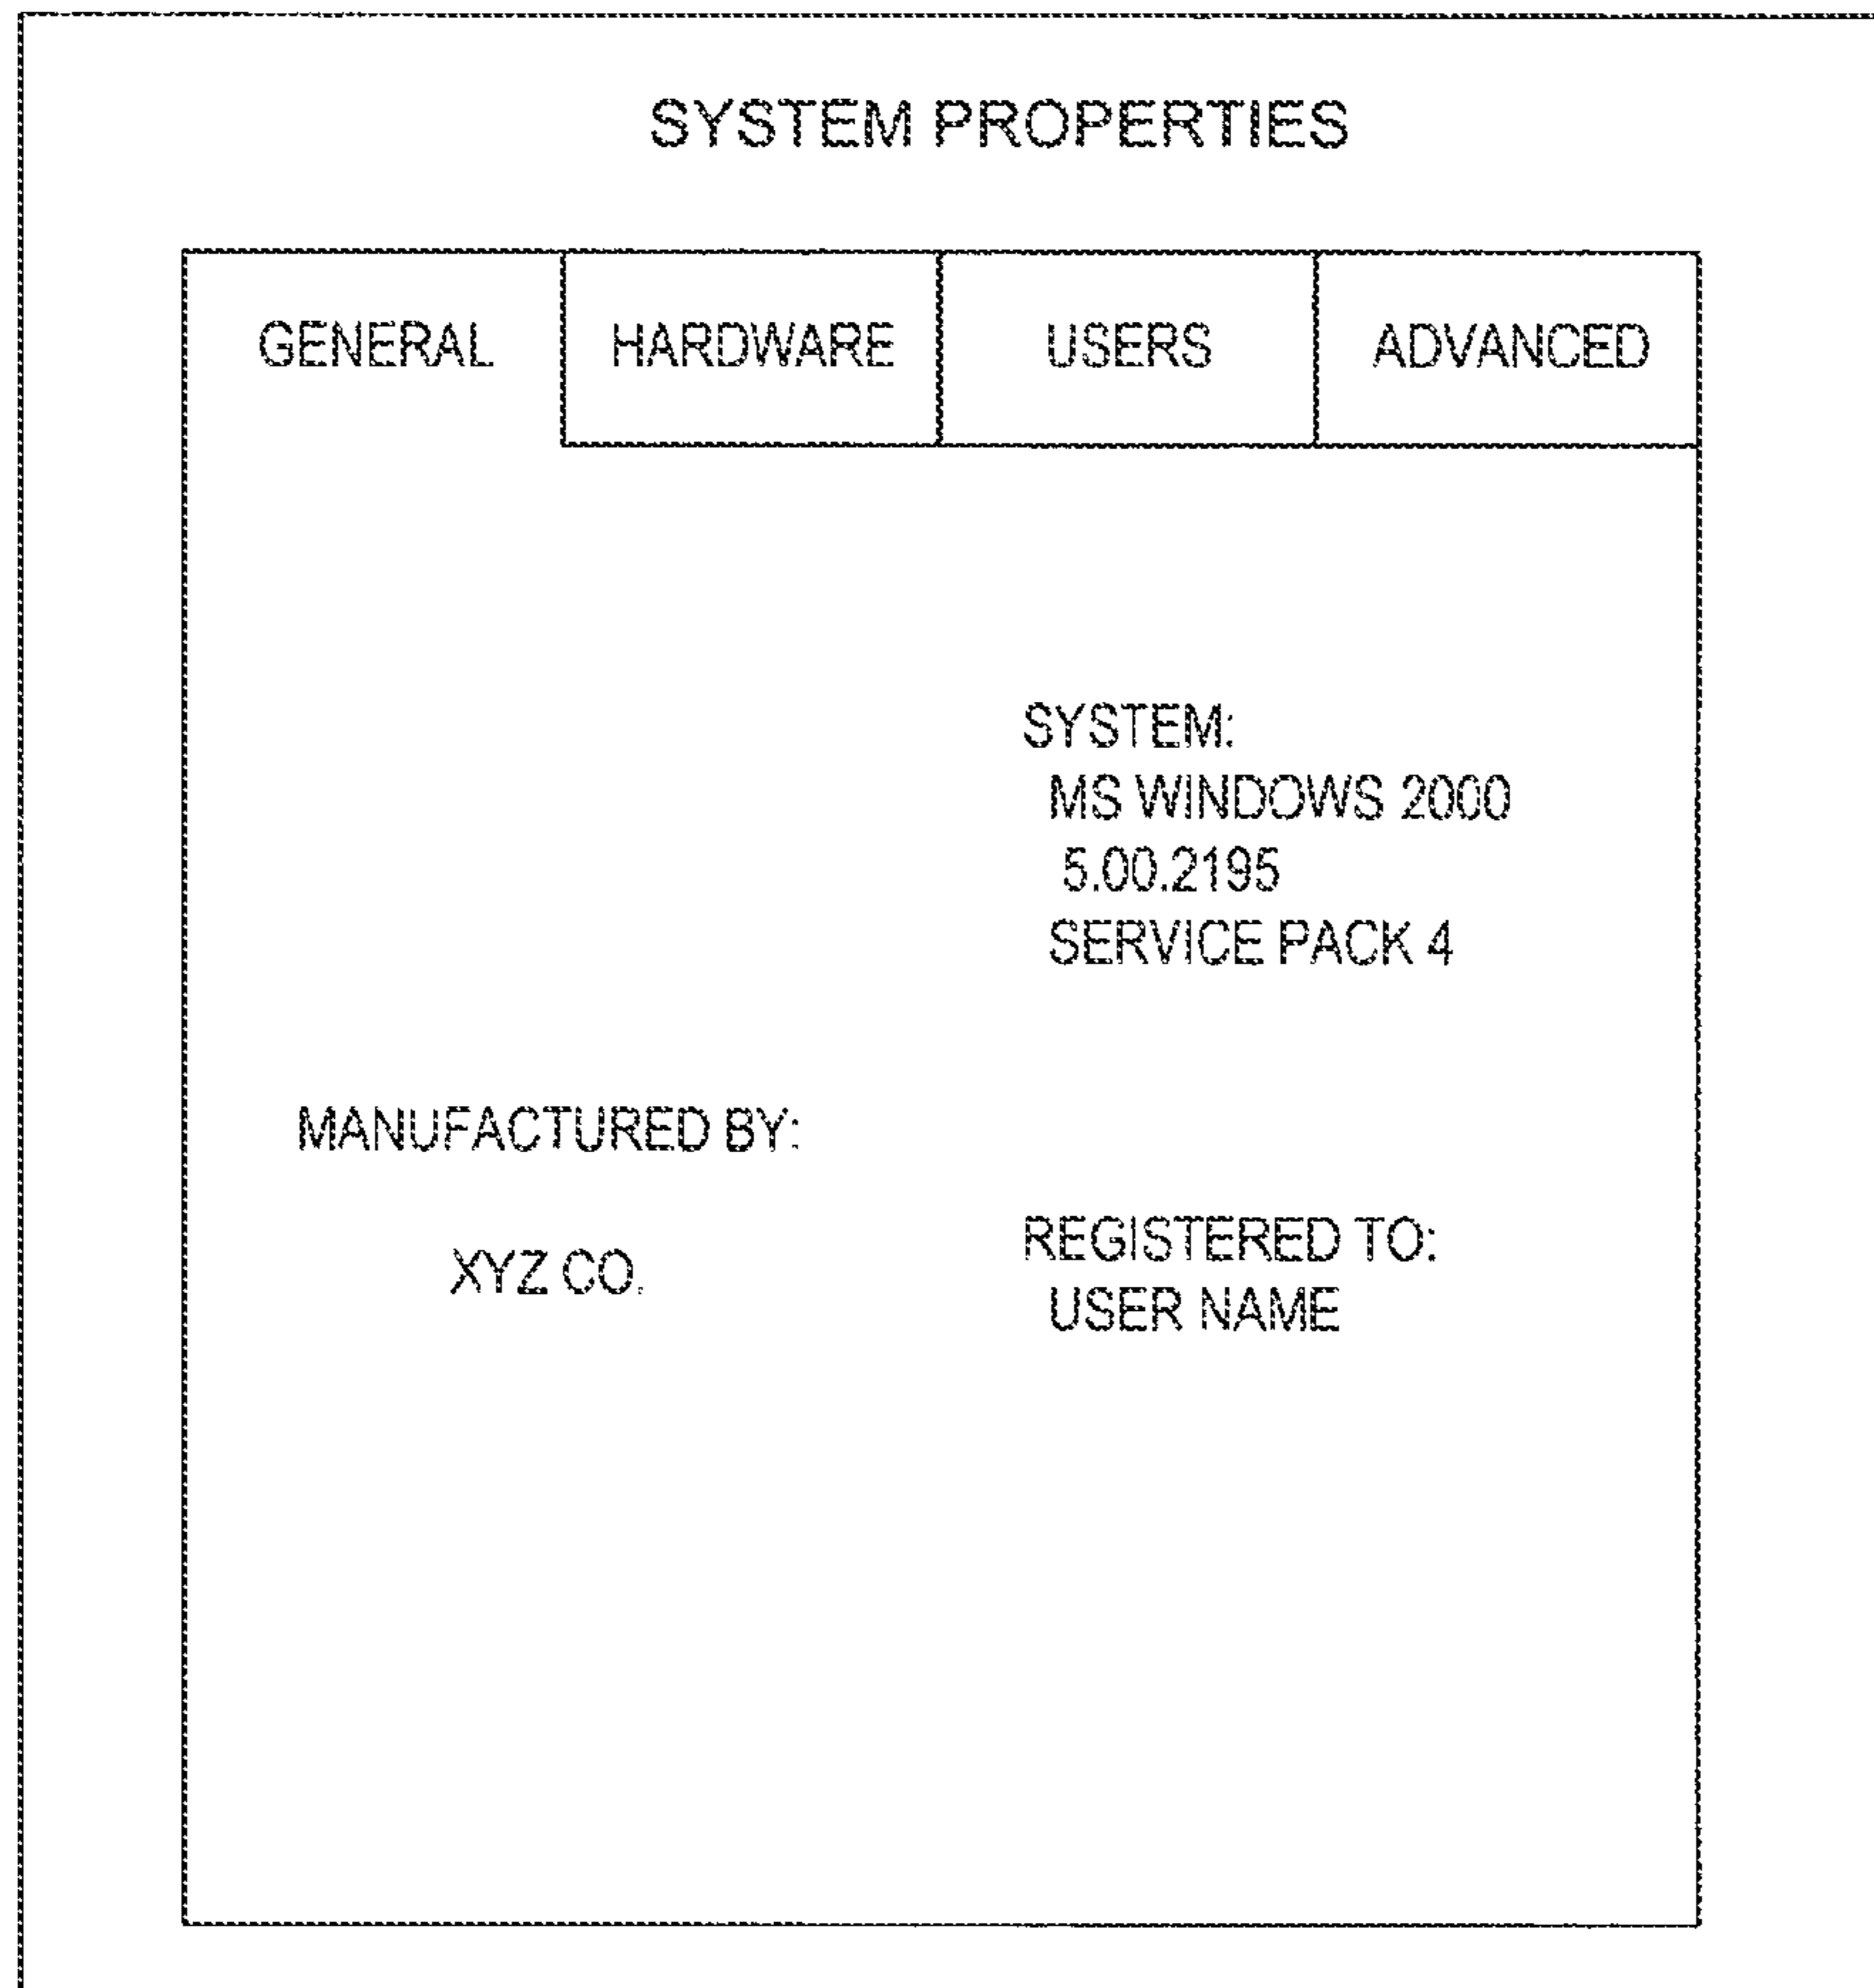 SYSTEM PROPERTIES
GENERAL HARDWARE USERS ADVANCED
SYSTEM:
MS WINDOWS 2000
5.00.2195
SERVICE PACK 4
MANUFACTURED BY:
XYZ CO.
REGISTERED TO:
USER NAME